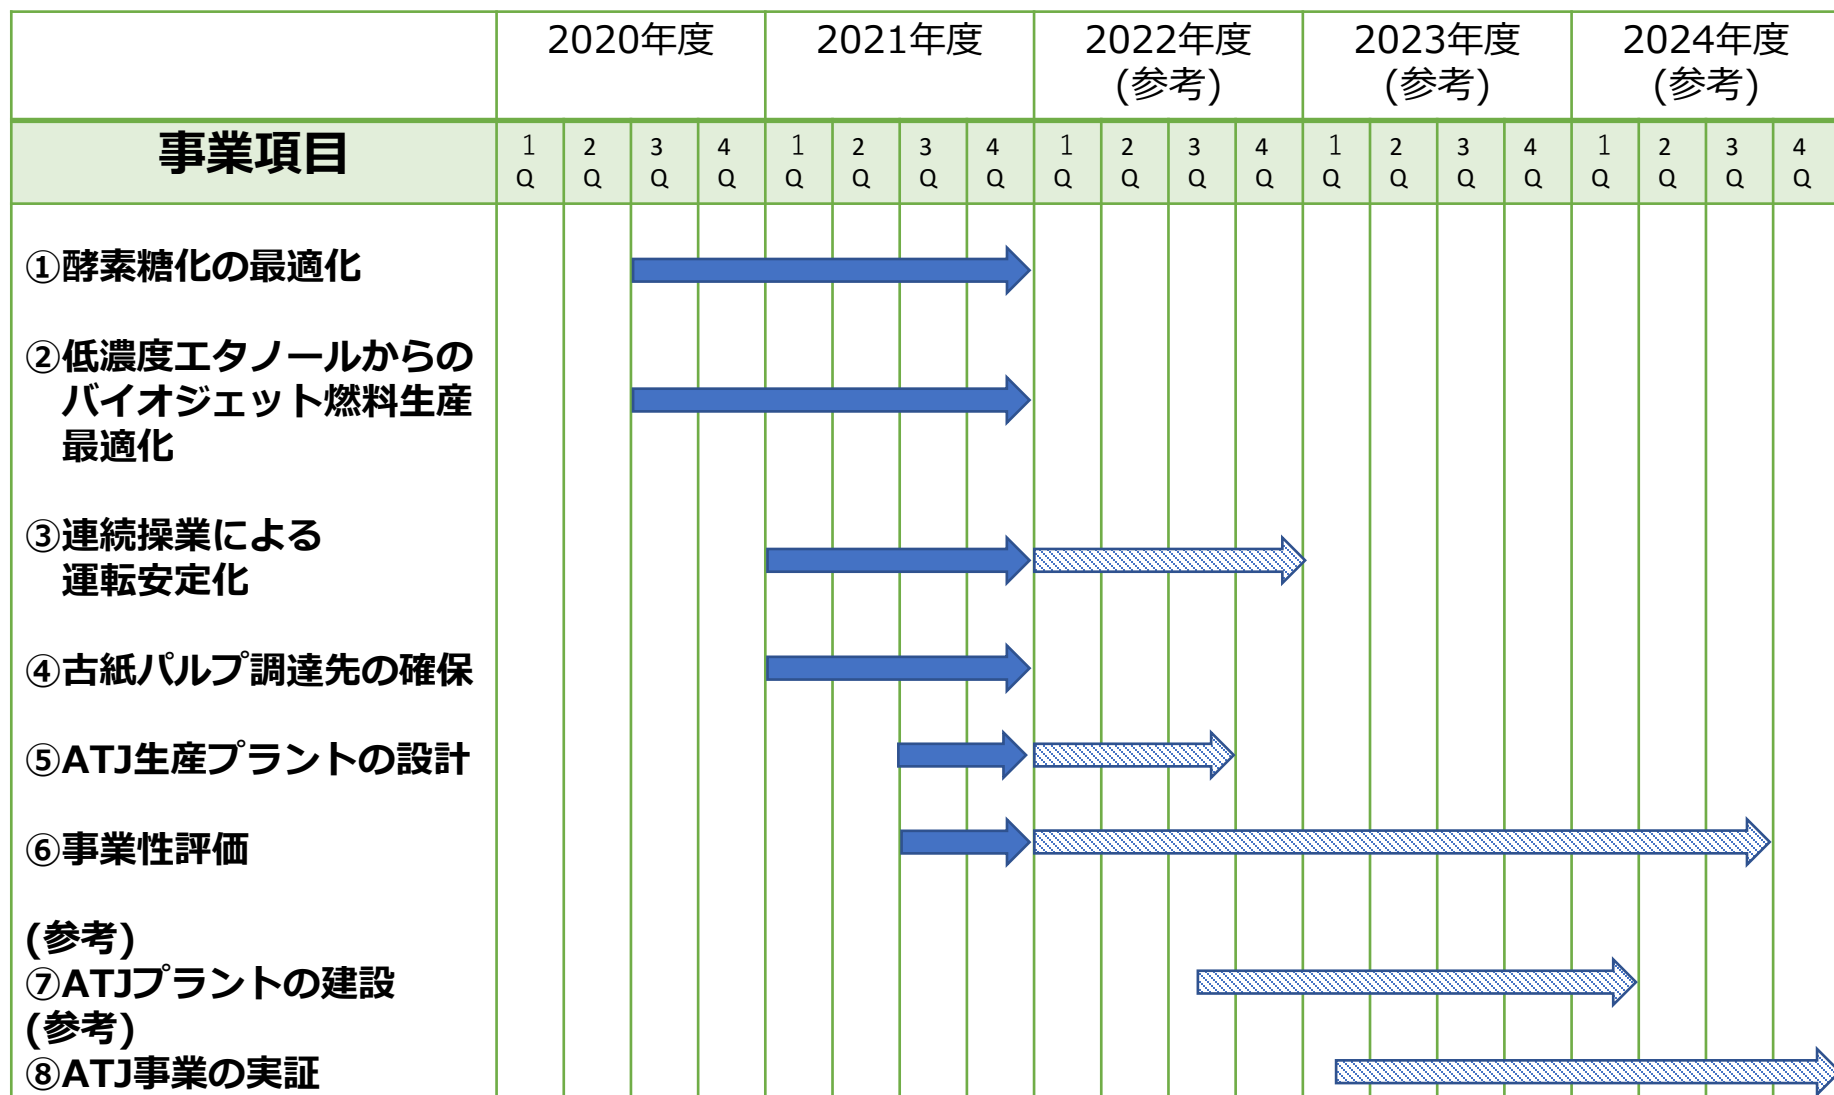 2020年度 2021年度 2022年度 2023年度 2024年度
(参考) (参考) (参考)
事業項目 1 2 3 4 1 2 3 4 1 2 3 4 1 2 3 4 1 2 3 4
Q Q Q Q Q Q Q Q Q Q Q Q Q Q Q Q Q Q Q Q
①酵素糖化の最適化
②低濃度エタノールからの
バイオジェット燃料生産
最適化
③連続操業による
運転安定化
④古紙パルプ調達先の確保
⑤ATJ生産プラントの設計
⑥事業性評価
(参考)
⑦ATJプラントの建設
(参考)
⑧ATJ事業の実証